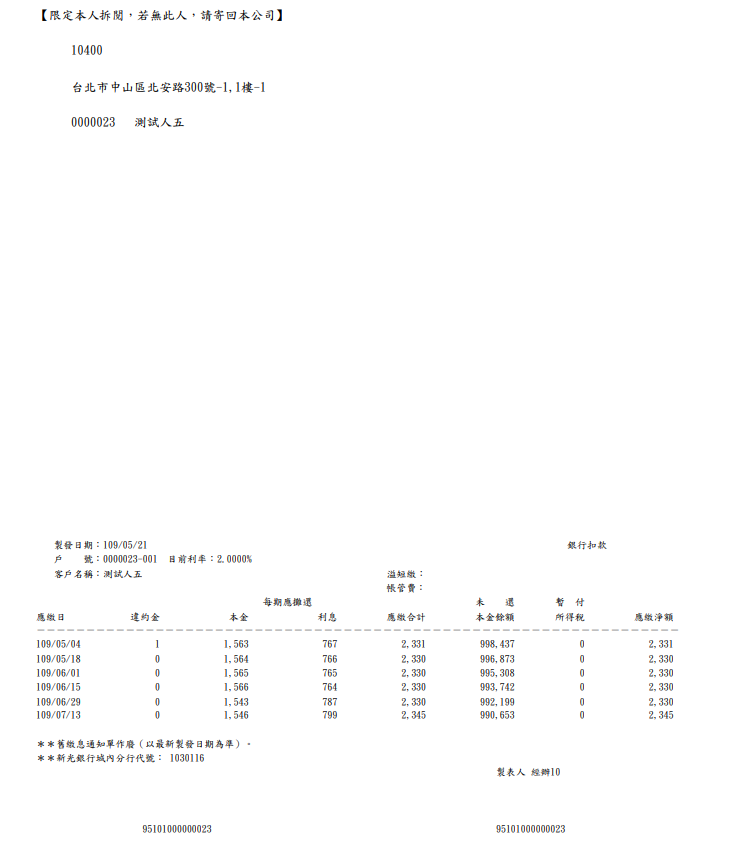 【限定本人拆閱,若無此人,請寄回本公司】
10400
台北市中山區北安路300號-1,1樓-1
0000023 測試人五
製發日期:109/05/21 銀行扣款
戶 號:0000023-001 目前利率:2.0000%
客戶名稱:測試人五 溢短繳:
帳管費:
每期應攤還 未 還 暫 付
應繳日 違約金 本金 利息 應繳合計 本金餘額 所得稅 應繳淨額
109/05/04 1 1,563 767 2,331 998,437 0 2,331
109/05/18 0 1,564 766 2,330 996,873 0 2,330
109/06/01 0 1,565 765 2,330 995,308 0 2,330
109/06/15 0 1,566 764 2,330 993,742 0 2,330
109/06/29 0 1,543 787 2,330 992,199 0 2,330
109/07/13 0 1,546 799 2,345 990,653 0 2,345
**舊繳息通知單作廢(以最新製發日期為準)。
**新光銀行城內分行代號: 1030116
製表人 經辦10
95101000000023 95101000000023